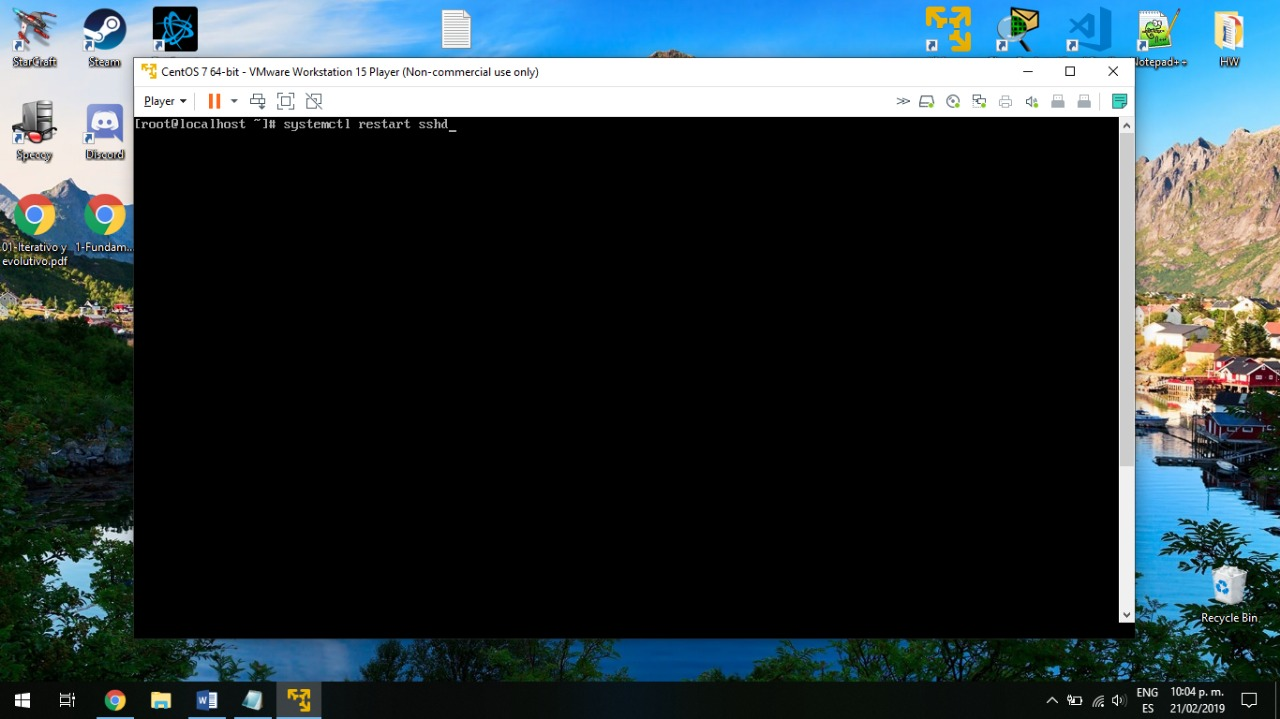 StarCraft
Steam
Notepad++
HW
CentOS 7 64-bit - VMware Workstation 15 Player (Non-commercial use only)
Player
[root@localhost ~]# systemctl restart sshd_
Speccy
Discord
01-Iterativo y
evolutivo.pdf
1-Fundam...
Recycle Bin
ENG
ES
10:04 p. m.
21/02/2019